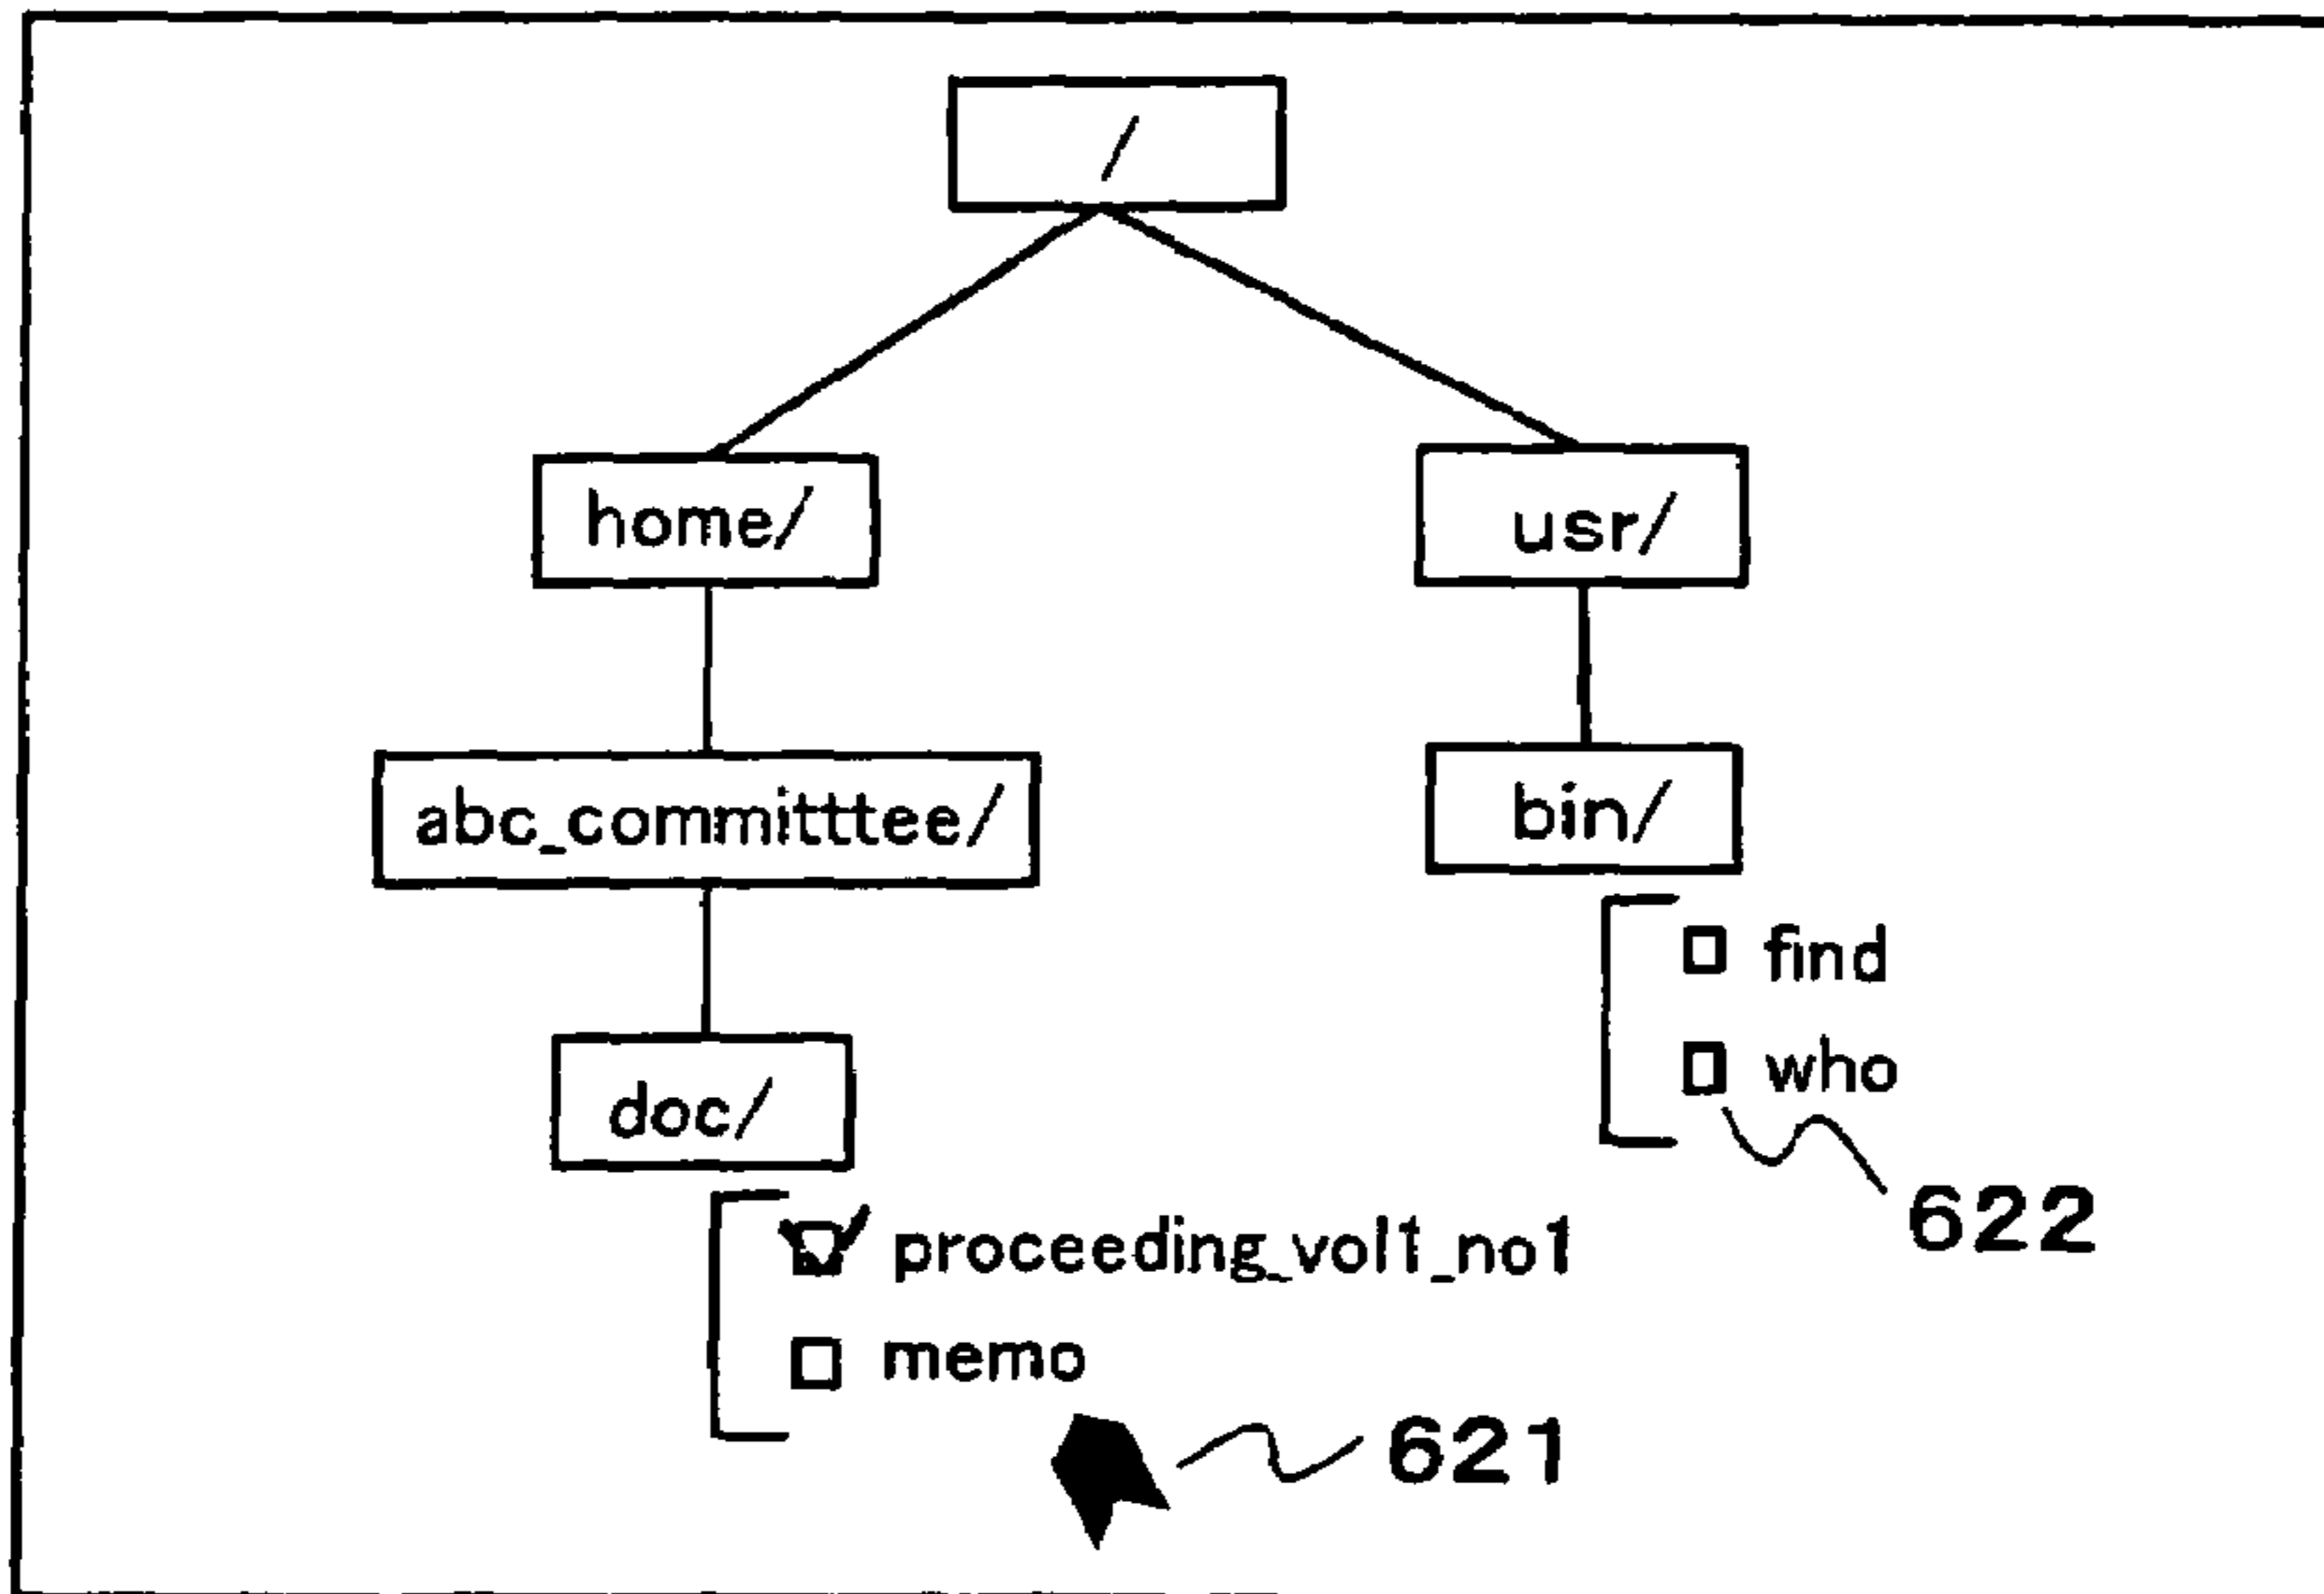 /
home/
usr/
abc_committtee/
bin/
find
who
doc/
622
proceeding_vol1_no1
memo
621